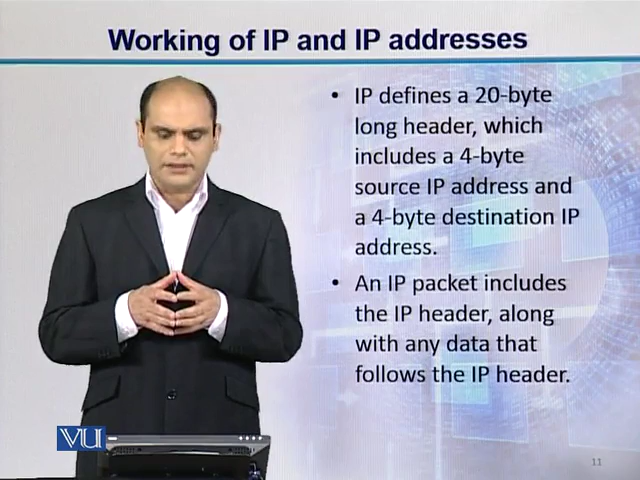 Working of IP and IP addresses
• IP defines a 20-byte
long header, which
includes a 4-byte
source IP address and
a 4-byte destination IP
address.
• An IP packet includes
the IP header, along
with any data that
follows the IP header.
VU
11